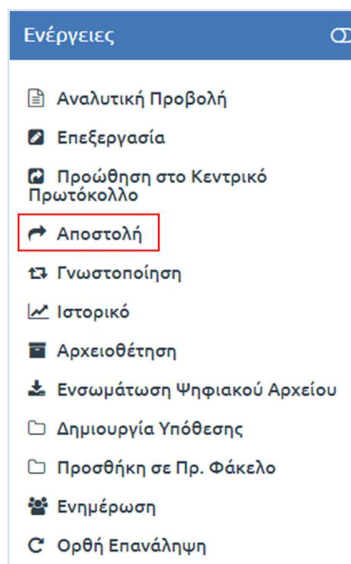 Ενέργειες
Αναλυτική Προβολή
Επεξεργασία
Προώθηση στο Κεντρικό
Πρωτόκολλο
Αποστολή
Γνωστοποίηση
Ιστορικό
Αρχειοθέτηση
Ενσωμάτωση Ψηφιακού Αρχείου
Δημιουργία Υπόθεσης
Προσθήκη σε Πρ. Φάκελο
Ενημέρωση
Ορθή Επανάληψη